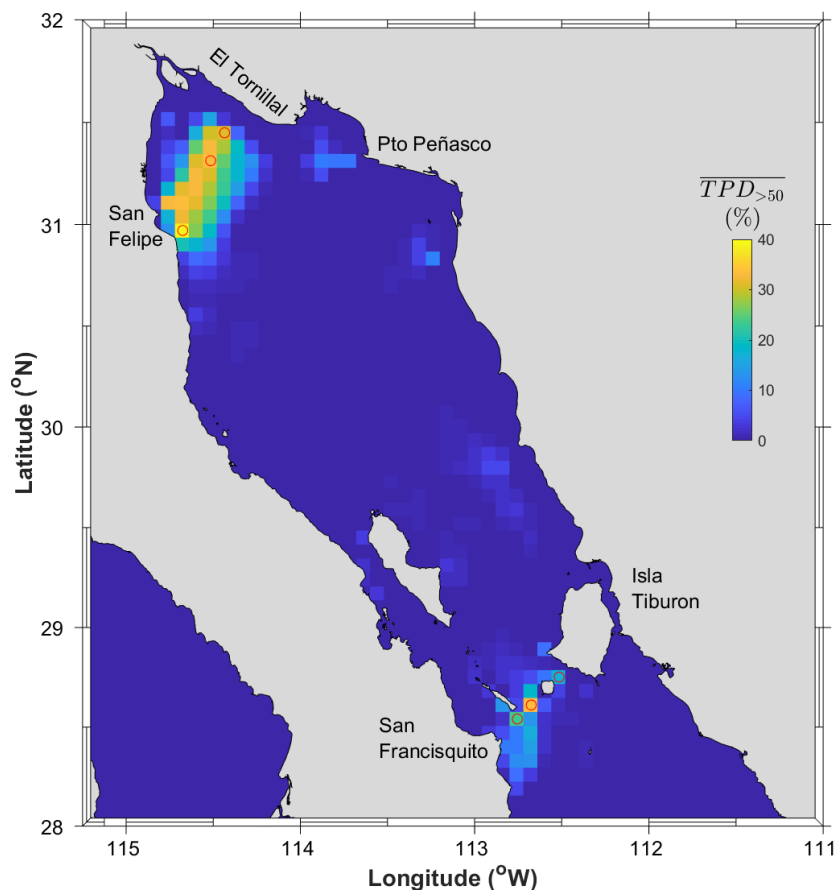 32
31
30
29
28
Latitude (°N)
115
114
113
112
111
Longitude (°W)
El Tornillal
Pto Peñasco
San
Felipe
TPD>50
(%)
40
30
20
10
0
Isla
Tiburon
San
Francisquito